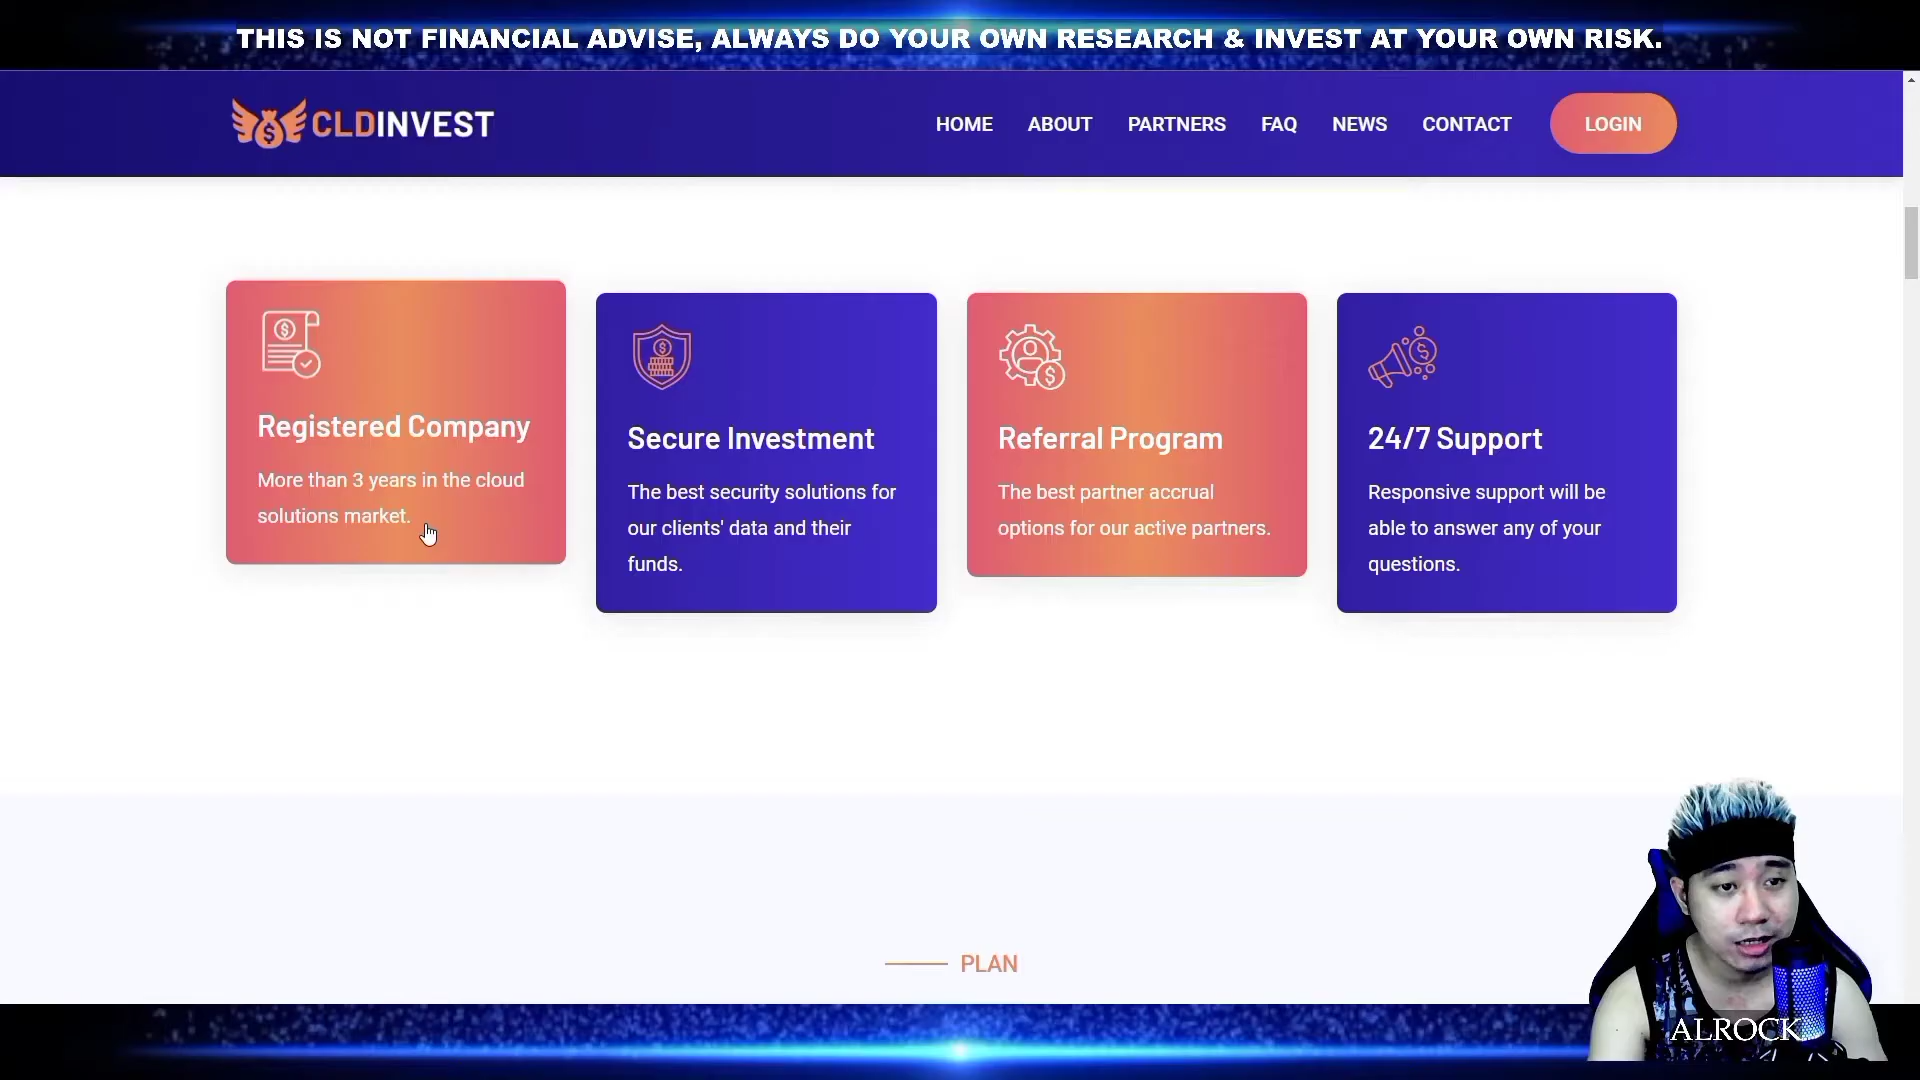 THIS IS NOT FINANCIAL ADVISE, ALWAYS DO YOUR OWN RESEARCH & INVEST AT YOUR OWN RISK.
CLDINVEST
HOME ABOUT PARTNERS FAQ NEWS CONTACT LOGIN
Registered Company
More than 3 years in the cloud
solutions market.
Secure Investment
The best security solutions for
our clients' data and their
funds.
Referral Program
The best partner accrual
options for our active partners.
24/7 Support
Responsive support will be
able to answer any of your
questions.
PLAN
ALROCK